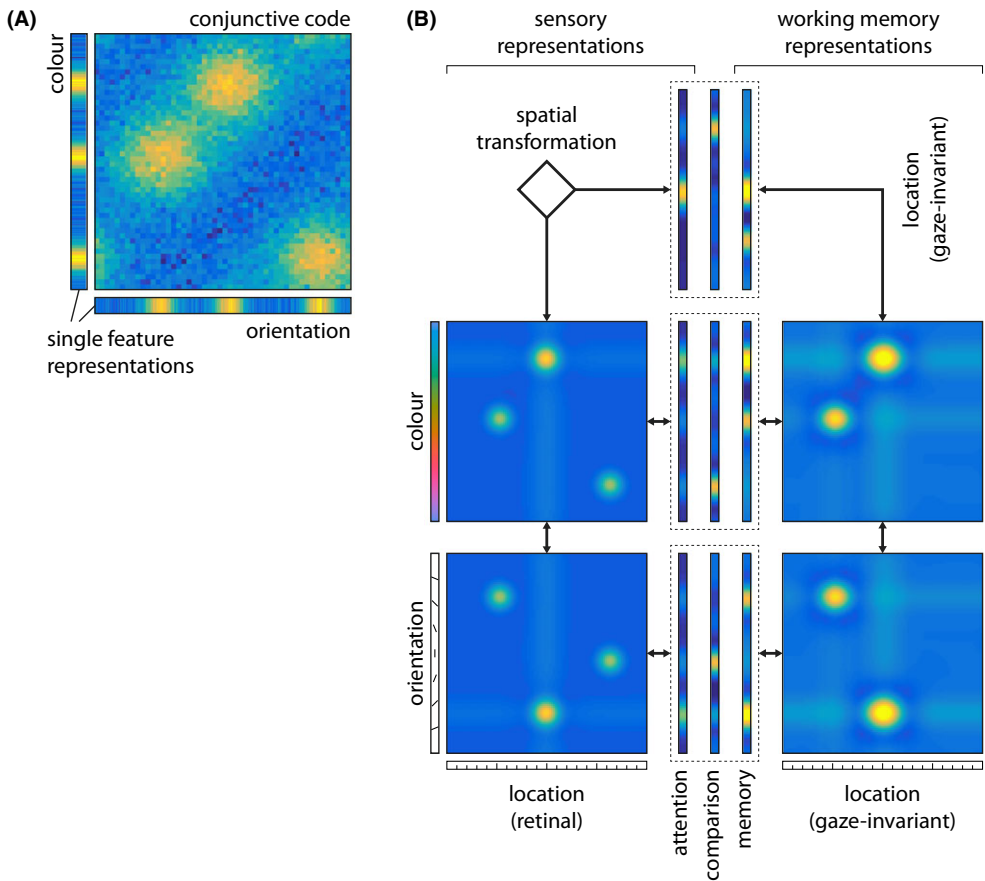 (A)
conjunctive code
colour
single feature
representations
orientation
(B)
sensory
representations
working memory
representations
spatial
transformation
location
(gaze-invariant)
colour
orientation
location
(retinal)
attention
comparison
memory
location
(gaze-invariant)